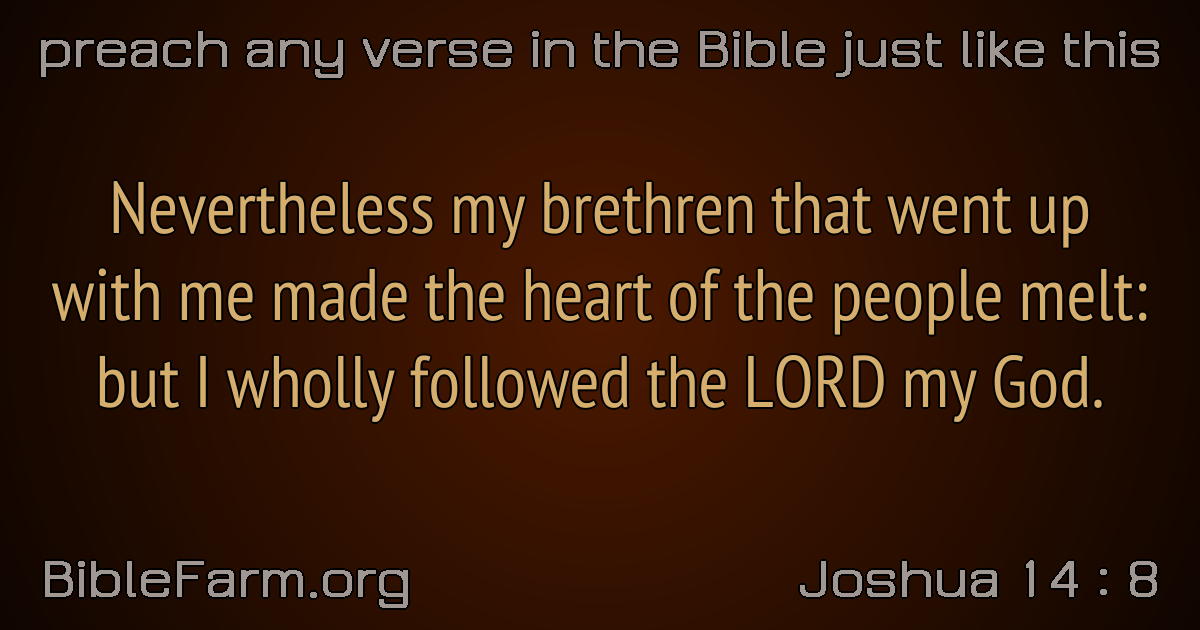 preach any verse in the Bible just like this
Nevertheless my brethren that went up
with me made the heart of the people melt:
but I wholly followed the LORD my God.
BibleFarm.org
Joshua 14 : 8